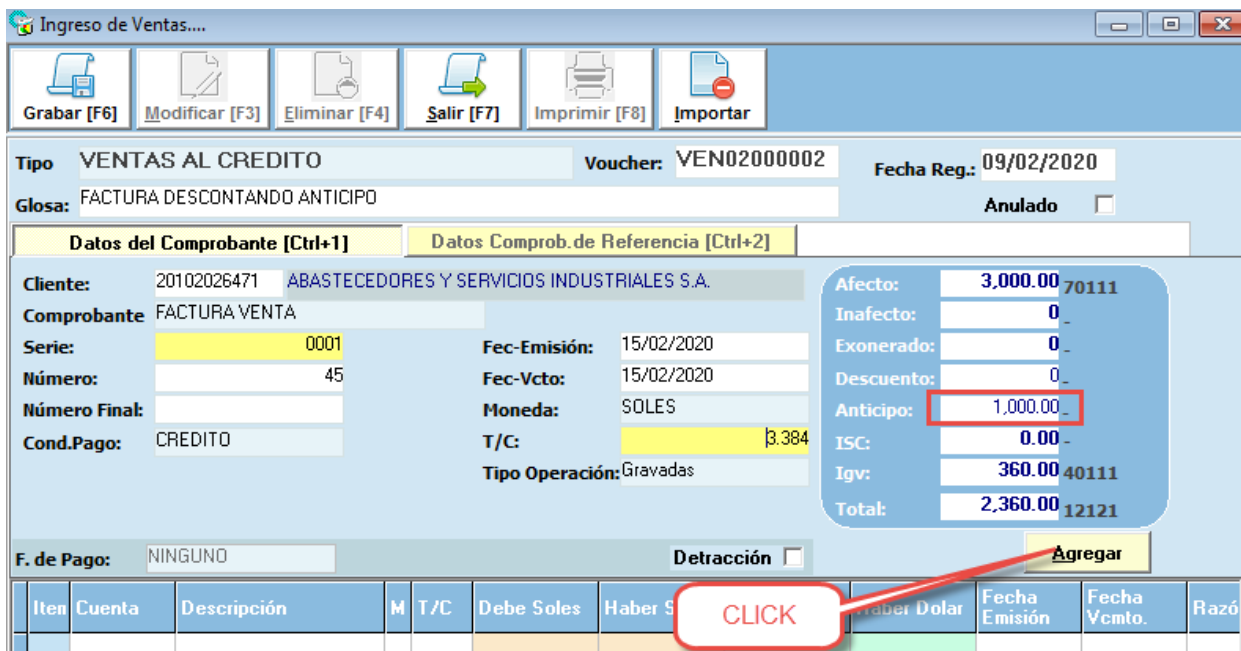 Ingreso de Ventas....
Grabar [F6] Modificar [F3] Eliminar [F4] Salir [F7] Imprimir [F8] Importar
Tipo VENTAS AL CREDITO Voucher: VEN02000002 Fecha Reg.: 09/02/2020
Glosa: FACTURA DESCONTANDO ANTICIPO Anulado
Datos del Comprobante [Ctrl+1] Datos Comprob.de Referencia [Ctrl+2]
Cliente: 20102026471 ABASTECEDORES Y SERVICIOS INDUSTRIALES S.A. Afecto: 3,000.00 70111
Comprobante FACTURA VENTA Inafecto: 0 _
Serie: 0001 Fec-Emisión: 15/02/2020 Exonerado: 0 _
Número: 45 Fec-Vcto: 15/02/2020 Descuento: 0 _
Número Final: Moneda: SOLES Anticipo: 1,000.00 _
Cond.Pago: CREDITO T/C: 3.384 ISC: 0.00 -
Tipo Operación: Gravadas Igv: 360.00 40111
Total: 2,360.00 12121
F. de Pago: NINGUNO Detracción Agregar
Iten Cuenta Descripción M T/C Debe Soles Haber S CLICK Haber Dolar Fecha Emisión Fecha Vcmto. Razó